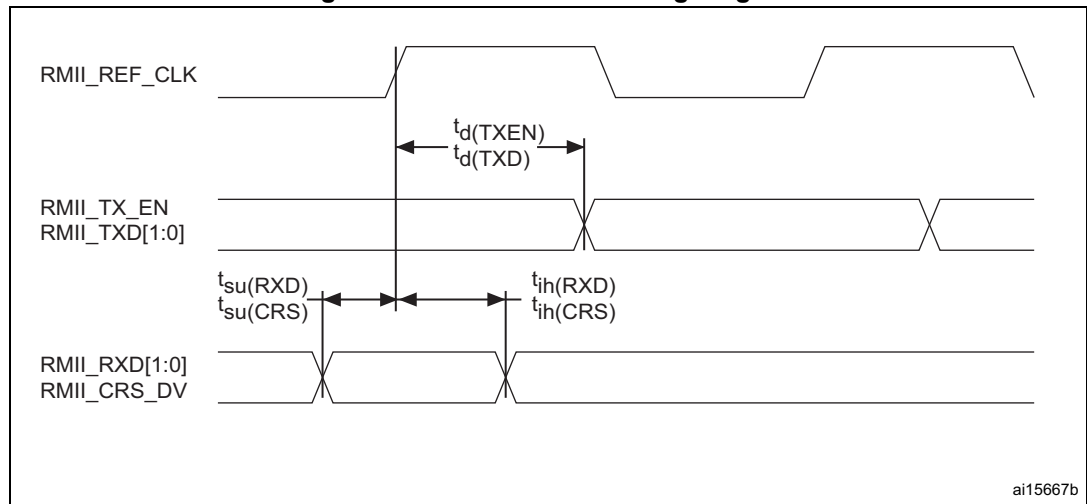 RMII_REF_CLK
td(TXEN)
td(TXD)
RMII_TX_EN
RMII_TXD[1:0]
tsu(RXD)
tsu(CRS)
tih(RXD)
tih(CRS)
RMII_RXD[1:0]
RMII_CRS_DV
ai15667b